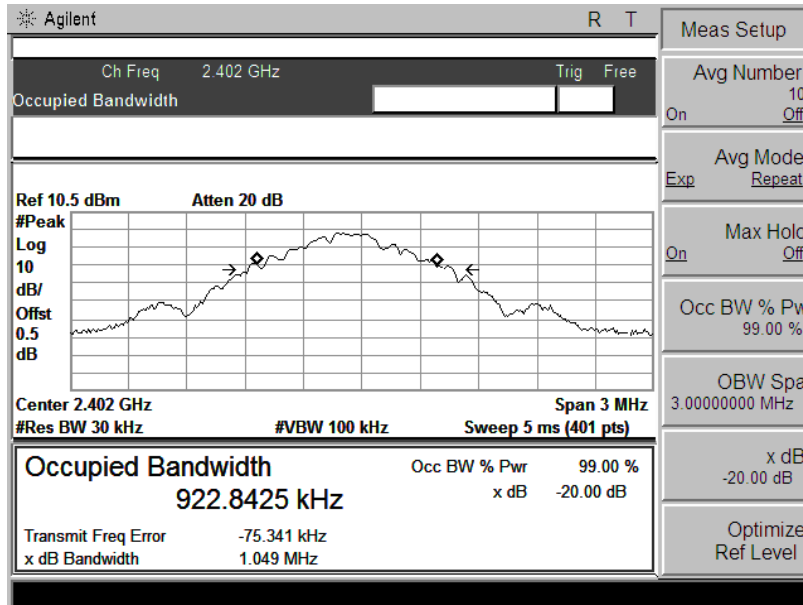 Agilent R T
Ch Freq 2.402 GHz Trig Free
Occupied Bandwidth
Ref 10.5 dBm Atten 20 dB
#Peak
Log
10
dB/
Offst
0.5
dB
Center 2.402 GHz Span 3 MHz
#Res BW 30 kHz #VBW 100 kHz Sweep 5 ms (401 pts)
Occupied Bandwidth Occ BW % Pwr 99.00 %
922.8425 kHz x dB -20.00 dB
Transmit Freq Error -75.341 kHz
x dB Bandwidth 1.049 MHz
Meas Setup
Avg Number
10
On Off
Avg Mode
Exp Repeat
Max Hold
On Off
Occ BW % Pw
99.00 %
OBW Spa
3.00000000 MHz
x dB
-20.00 dB
Optimize
Ref Level